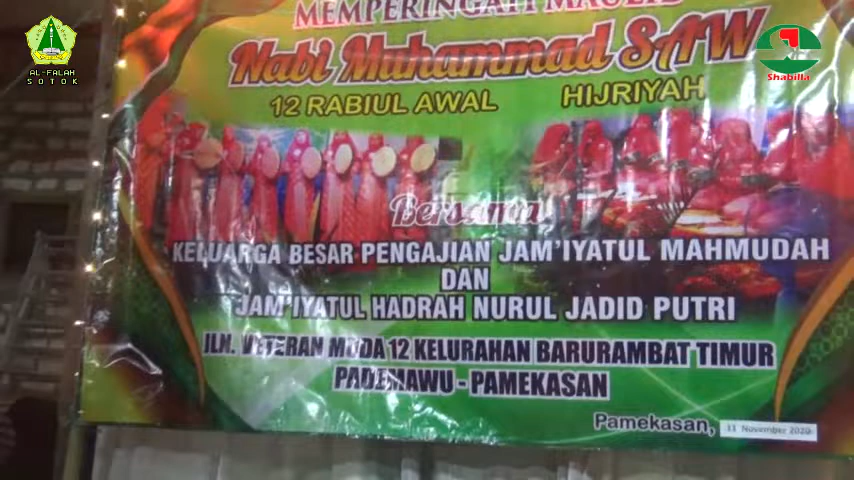 MEMPERINGATI MAULID
Nabi Muhammad SAW
12 RABIUL AWAL HIJRIYAH
Bersama
KELUARGA BESAR PENGAJIAN JAM'IYATUL MAHMUDAH
DAN
JAM'IYATUL HADRAH NURUL JADID PUTRI
JLN. VETERAN MUDA 12 KELURAHAN BARURAMBAT TIMUR
PADEMAWU - PAMEKASAN
Pamekasan, 11 November 2020
AL-FALAH
SOTOK
Shabilla